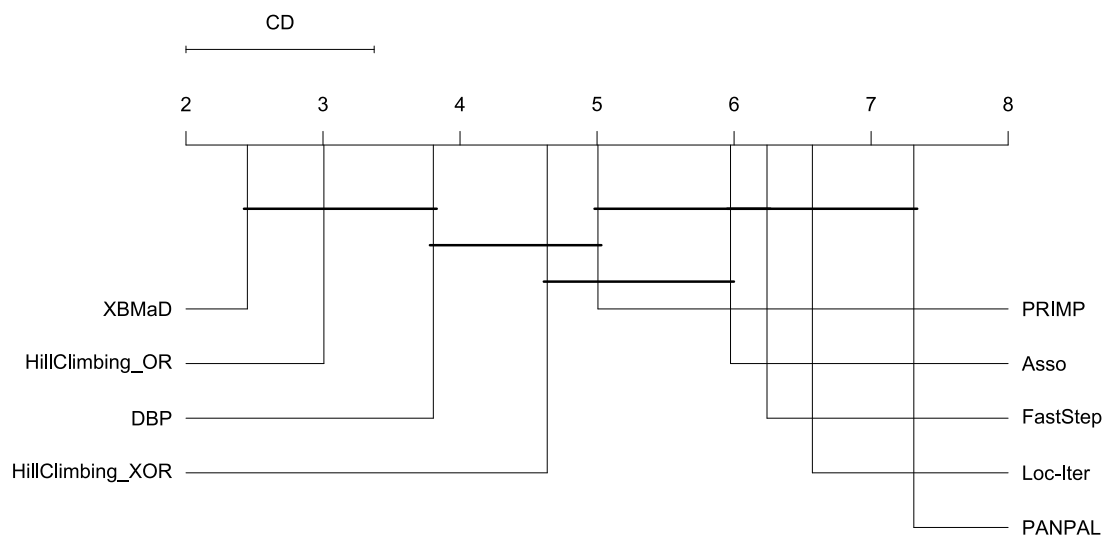 CD
2 3 4 5 6 7 8
XBMaD PRIMP
HillClimbing_OR Asso
DBP FastStep
HillClimbing_XOR Loc-Iter
PANPAL